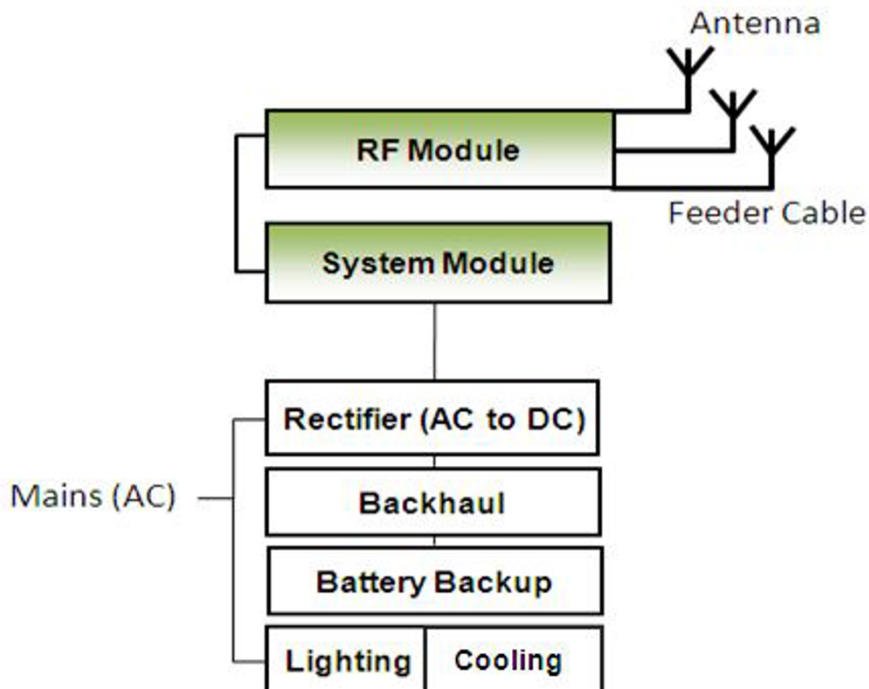 Antenna
RF Module
Feeder Cable
System Module
Rectifier (AC to DC)
Mains (AC)
Backhaul
Battery Backup
Lighting
Cooling